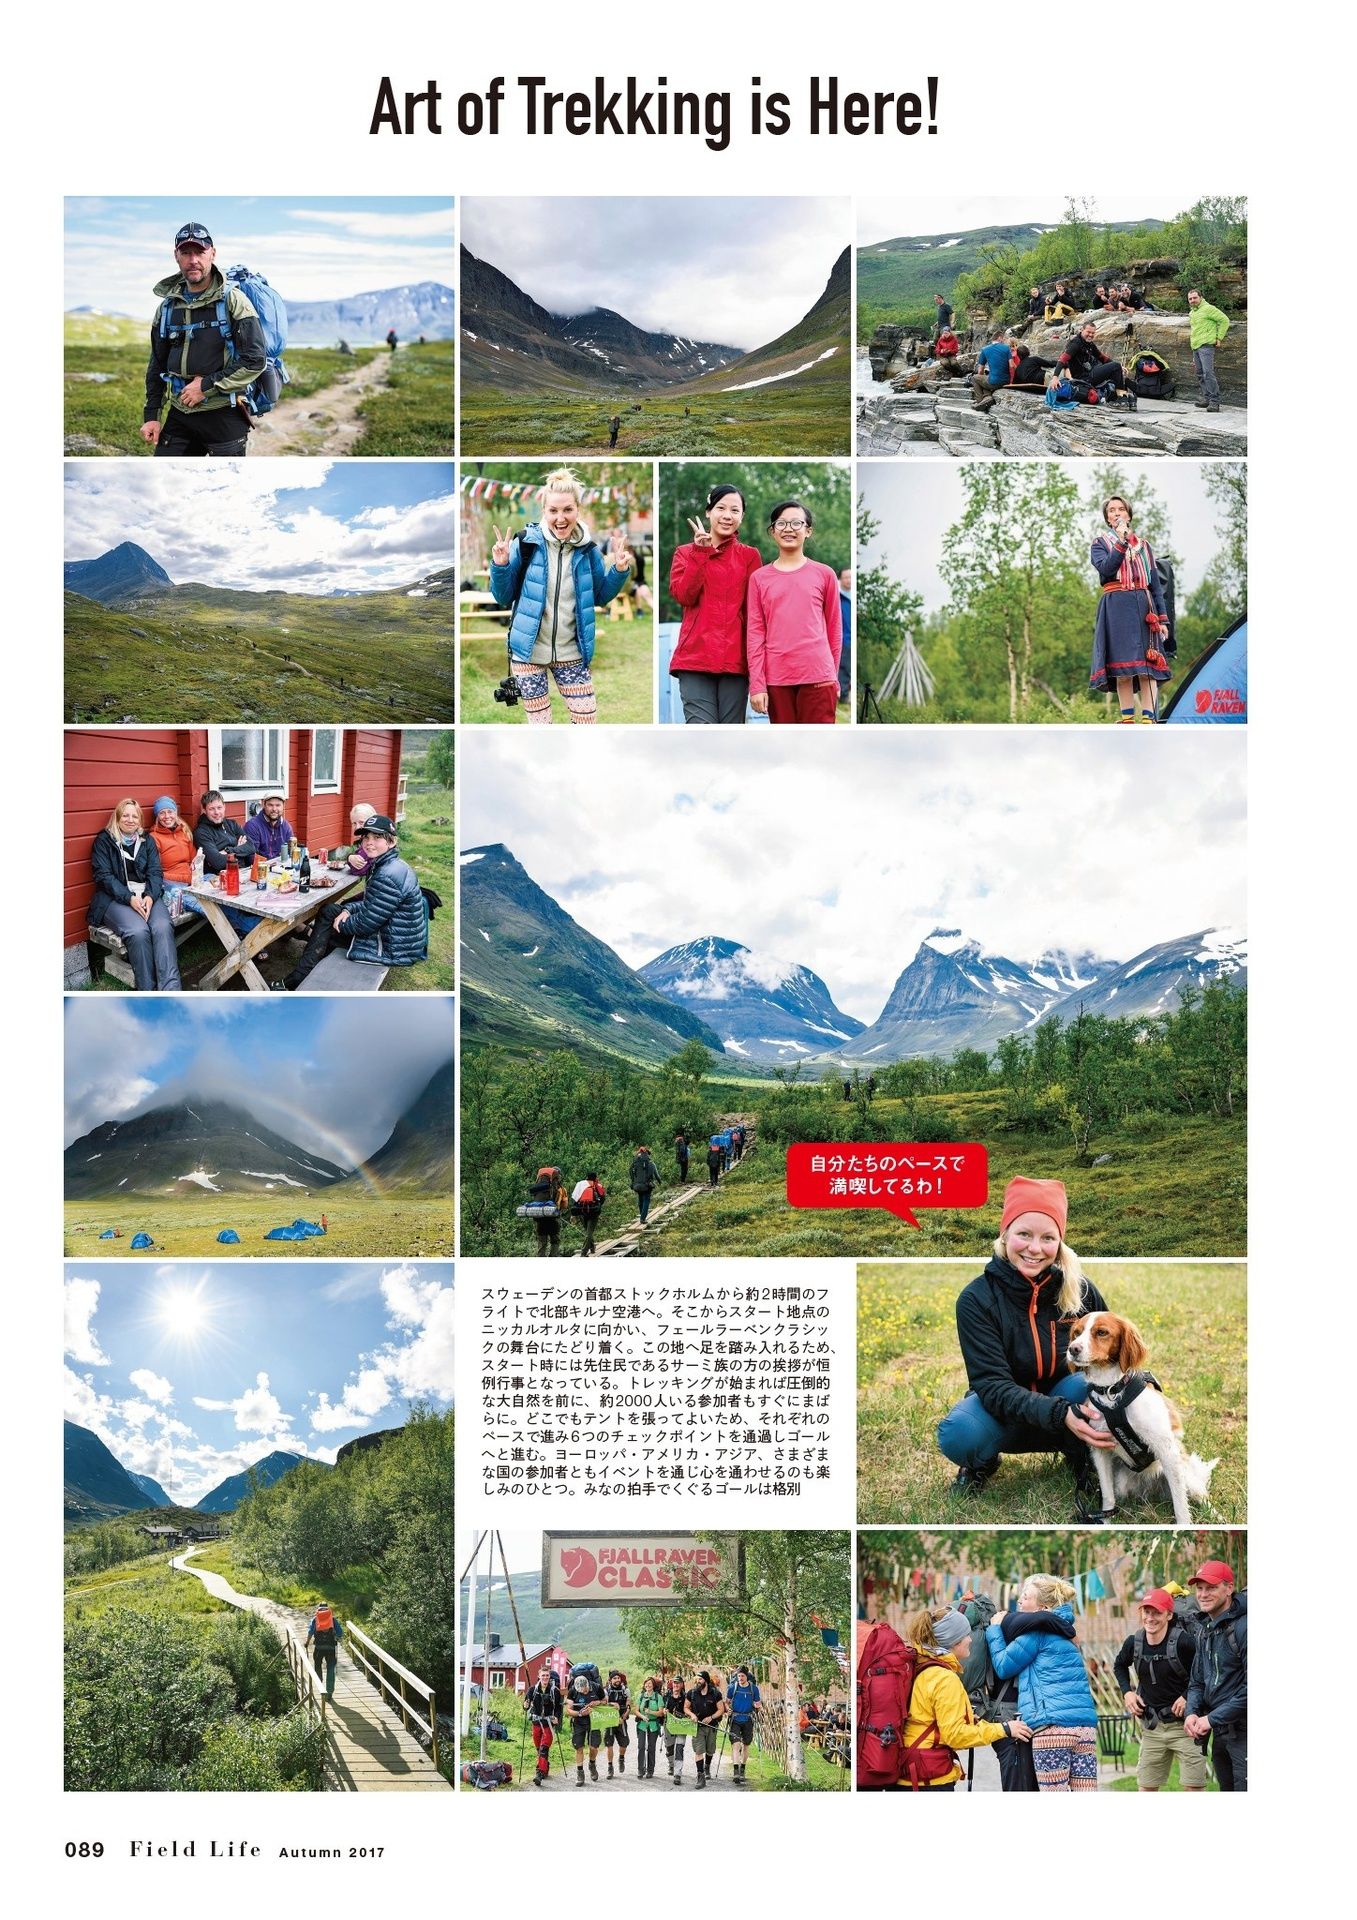 Art of Trekking is Here!
FJÄLL
RÄVEN
自分たちのペースで
満喫してるわ！
スウェーデンの首都ストックホルムから約2時間のフ
ライトで北部キルナ空港へ。そこからスタート地点の
ニッカルオルタに向かい、フェールラーベンクラシッ
クの舞台にたどり着く。この地へ足を踏み入れるため、
スタート時には先住民であるサーミ族の方の挨拶が恒
例行事となっている。トレッキングが始まれば圧倒的
な大自然を前に、約2000人いる参加者もすぐにまば
らに。どこでもテントを張ってよいため、それぞれの
ペースで進み6つのチェックポイントを通過しゴール
へと進む。ヨーロッパ・アメリカ・アジア、さまざま
な国の参加者ともイベントを通じ心を通わせるのも楽
しみのひとつ。みなの拍手でくぐるゴールは格別
FJÄLLRÄVEN
CLASSIC
089 Field Life Autumn 2017